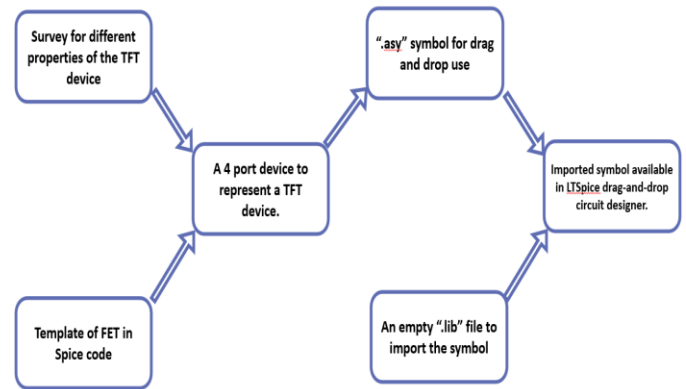 Survey for different
properties of the TFT
device
Template of FET in
Spice code
A 4 port device to
represent a TFT
device.
“.asy” symbol for drag
and drop use
An empty “.lib” file to
import the symbol
Imported symbol available
in LTSpice drag-and-drop
circuit designer.